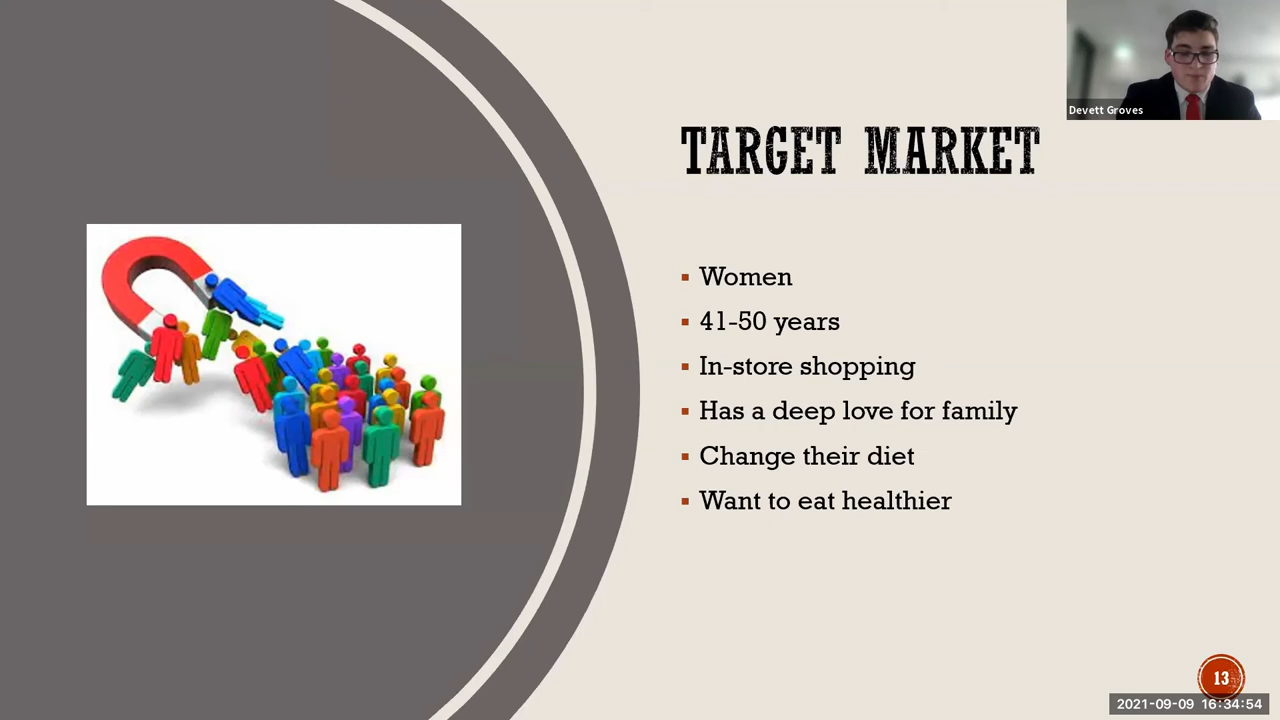 Devett Groves
TARGET MARKET
Women
41-50 years
In-store shopping
Has a deep love for family
Change their diet
Want to eat healthier
13
2021-09-09 16:34:54